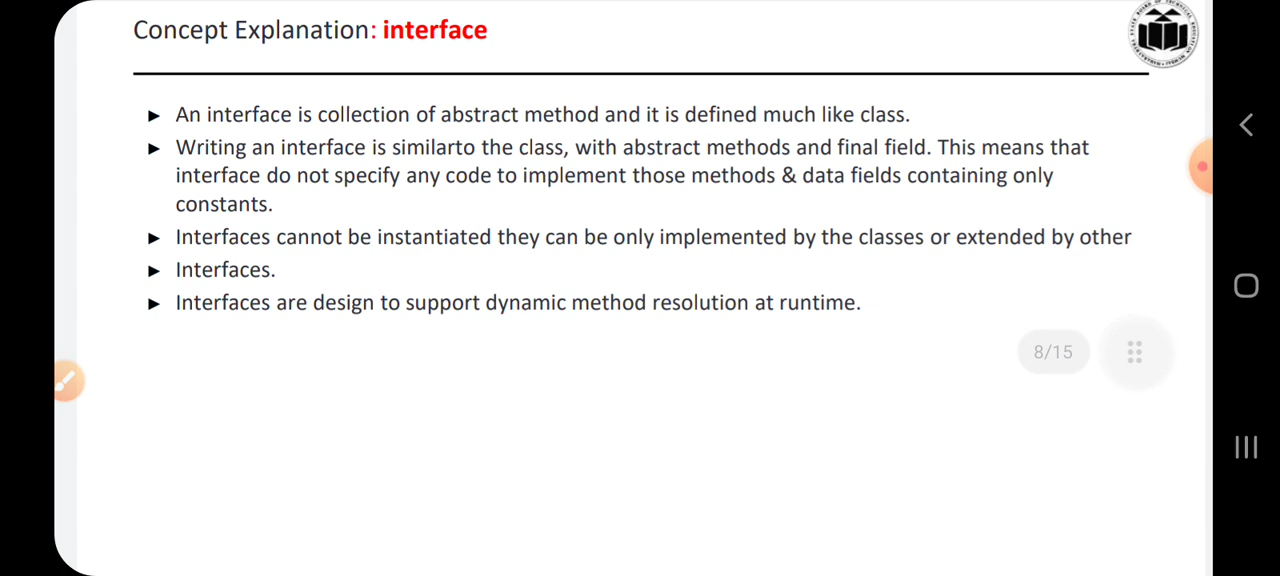 Concept Explanation: interface
► An interface is collection of abstract method and it is defined much like class.
► Writing an interface is similarto the class, with abstract methods and final field. This means that
interface do not specify any code to implement those methods & data fields containing only
constants.
► Interfaces cannot be instantiated they can be only implemented by the classes or extended by other
► Interfaces.
► Interfaces are design to support dynamic method resolution at runtime.
8/15